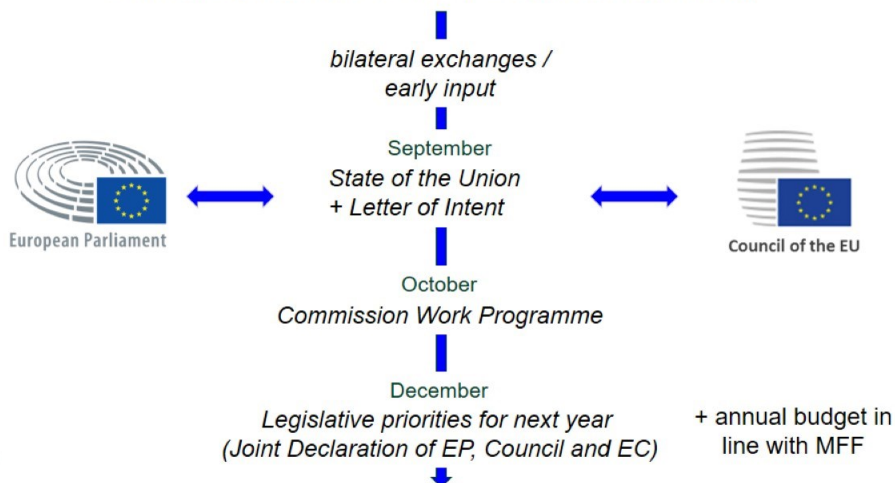 bilateral exchanges /
early input
September
State of the Union
+ Letter of Intent
European Parliament
Council of the EU
October
Commission Work Programme
December
Legislative priorities for next year
(Joint Declaration of EP, Council and EC)
+ annual budget in
line with MFF